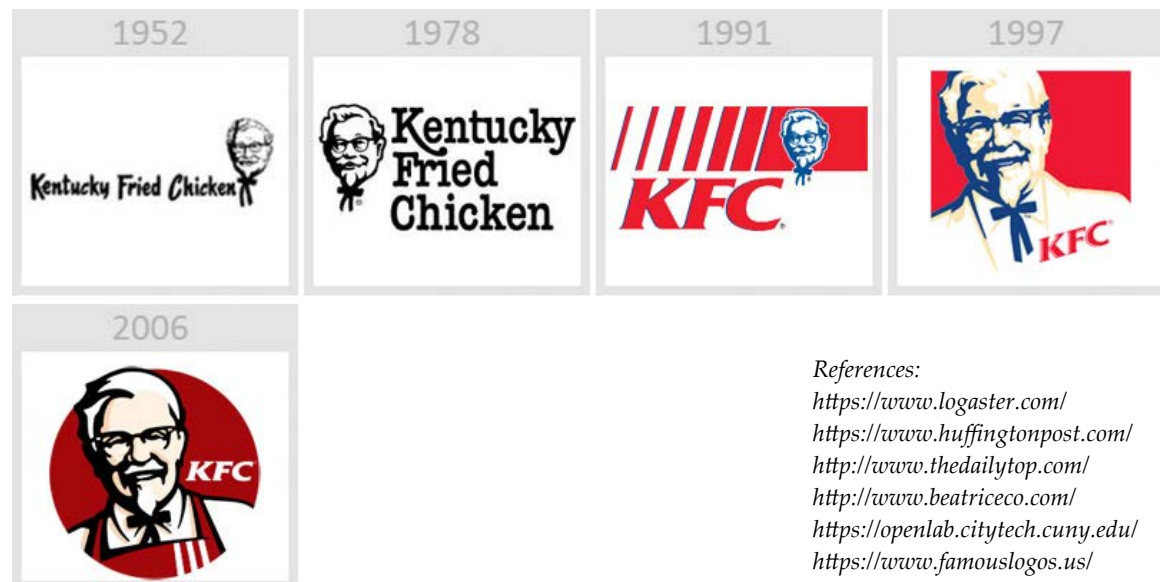 1952
1978
1991
1997
Kentucky Fried Chicken
Kentucky
Fried
Chicken
®
KFC®
KFC®
2006
KFC
References:
https://www.logaster.com/
https://www.huffingtonpost.com/
http://www.thedailytop.com/
http://www.beatriceco.com/
https://openlab.citytech.cuny.edu/
https://www.famouslogos.us/